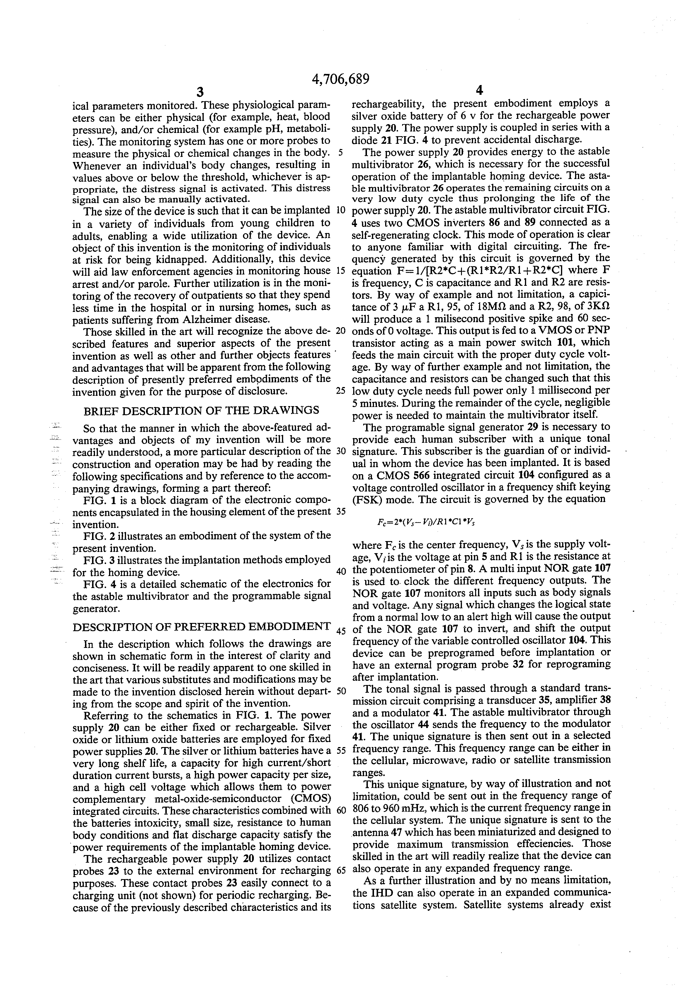 4,706,689
3
ical parameters monitored. These physiological param-
eters can be either physical (for example, heat, blood
pressure), and/or chemical (for example pH, metaboli-
ties). The monitoring system has one or more probes to
measure the physical or chemical changes in the body. 5
Whenever an individual's body changes, resulting in
values above or below the threshold, whichever is ap-
propriate, the distress signal is activated. This distress
signal can also be manually activated.
The size of the device is such that it can be implanted 10
in a variety of individuals from young children to
adults, enabling a wide utilization of the device. An
object of this invention is the monitoring of individuals
at risk for being kidnapped. Additionally, this device
will aid law enforcement agencies in monitoring house 15
arrest and/or parole. Further utilization is in the moni-
toring of the recovery of outpatients so that they spend
less time in the hospital or in nursing homes, such as
patients suffering from Alzheimer disease.
Those skilled in the art will recognize the above de- 20
scribed features and superior aspects of the present
invention as well as other and further objects features
and advantages that will be apparent from the following
description of presently preferred embodiments of the
invention given for the purpose of disclosure. 25
BRIEF DESCRIPTION OF THE DRAWINGS
So that the manner in which the above-featured ad-
vantages and objects of my invention will be more
readily understood, a more particular description of the 30
construction and operation may be had by reading the
following specifications and by reference to the accom-
panying drawings, forming a part thereof:
FIG. 1 is a block diagram of the electronic compo-
nents encapsulated in the housing element of the present 35
invention.
FIG. 2 illustrates an embodiment of the system of the
present invention.
FIG. 3 illustrates the implantation methods employed
for the homing device. 40
FIG. 4 is a detailed schematic of the electronics for
the astable multivibrator and the programmable signal
generator.
DESCRIPTION OF PREFERRED EMBODIMENT 45
In the description which follows the drawings are
shown in schematic form in the interest of clarity and
conciseness. It will be readily apparent to one skilled in
the art that various substitutes and modifications may be
made to the invention disclosed herein without depart- 50
ing from the scope and spirit of the invention.
Referring to the schematics in FIG. 1. The power
supply 20 can be either fixed or rechargeable. Silver
oxide or lithium oxide batteries are employed for fixed
power supplies 20. The silver or lithium batteries have a 55
very long shelf life, a capacity for high current/short
duration current bursts, a high power capacity per size,
and a high cell voltage which allows them to power
complementary metal-oxide-semiconductor (CMOS)
integrated circuits. These characteristics combined with 60
the batteries intoxicity, small size, resistance to human
body conditions and flat discharge capacity satisfy the
power requirements of the implantable homing device.
The rechargeable power supply 20 utilizes contact
probes 23 to the external environment for recharging 65
purposes. These contact probes 23 easily connect to a
charging unit (not shown) for periodic recharging. Be-
cause of the previously described characteristics and its
4
rechargeability, the present embodiment employs a
silver oxide battery of 6 v for the rechargeable power
supply 20. The power supply is coupled in series with a
diode 21 FIG. 4 to prevent accidental discharge.
The power supply 20 provides energy to the astable
multivibrator 26, which is necessary for the successful
operation of the implantable homing device. The asta-
ble multivibrator 26 operates the remaining circuits on a
very low duty cycle thus prolonging the life of the
power supply 20. The astable multivibrator circuit FIG.
4 uses two CMOS inverters 86 and 89 connected as a
self-regenerating clock. This mode of operation is clear
to anyone familiar with digital circuiting. The fre-
quency generated by this circuit is governed by the
equation F=1/[R2*C+(R1*R2/R1+R2*C] where F
is frequency, C is capacitance and R1 and R2 are resis-
tors. By way of example and not limitation, a capici-
tance of 3 μF a R1, 95, of 18MΩ and a R2, 98, of 3KΩ
will produce a 1 milisecond positive spike and 60 sec-
onds of 0 voltage. This output is fed to a VMOS or PNP
transistor acting as a main power switch 101, which
feeds the main circuit with the proper duty cycle volt-
age. By way of further example and not limitation, the
capacitance and resistors can be changed such that this
low duty cycle needs full power only 1 millisecond per
5 minutes. During the remainder of the cycle, negligible
power is needed to maintain the multivibrator itself.
The programable signal generator 29 is necessary to
provide each human subscriber with a unique tonal
signature. This subscriber is the guardian of or individ-
ual in whom the device has been implanted. It is based
on a CMOS 566 integrated circuit 104 configured as a
voltage controlled oscillator in a frequency shift keying
(FSK) mode. The circuit is governed by the equation
Fc=2*(Vs−Vi)/R1*C1*Vs
where Fc is the center frequency, Vs is the supply volt-
age, Vi is the voltage at pin 5 and R1 is the resistance at
the potentiometer of pin 8. A multi input NOR gate 107
is used to clock the different frequency outputs. The
NOR gate 107 monitors all inputs such as body signals
and voltage. Any signal which changes the logical state
from a normal low to an alert high will cause the output
of the NOR gate 107 to invert, and shift the output
frequency of the variable controlled oscillator 104. This
device can be preprogramed before implantation or
have an external program probe 32 for reprograming
after implantation.
The tonal signal is passed through a standard trans-
mission circuit comprising a transducer 35, amplifier 38
and a modulator 41. The astable multivibrator through
the oscillator 44 sends the frequency to the modulator
41. The unique signature is then sent out in a selected
frequency range. This frequency range can be either in
the cellular, microwave, radio or satellite transmission
ranges.
This unique signature, by way of illustration and not
limitation, could be sent out in the frequency range of
806 to 960 mHz, which is the current frequency range in
the cellular system. The unique signature is sent to the
antenna 47 which has been miniaturized and designed to
provide maximum transmission effeciencies. Those
skilled in the art will readily realize that the device can
also operate in any expanded frequency range.
As a further illustration and by no means limitation,
the IHD can also operate in an expanded communica-
tions satellite system. Satellite systems already exist